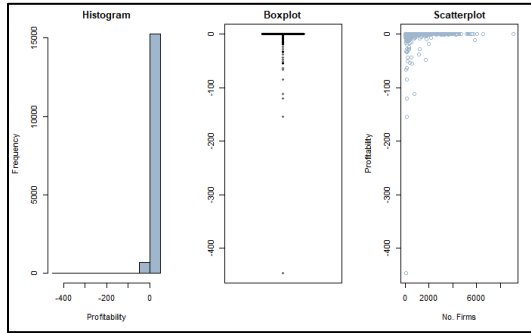 Histogram
Frequency
15000
10000
5000
0
-400
-200
0
Profitability
Boxplot
0
-100
-200
-300
-400
Scatterplot
Profitability
0
-100
-200
-300
-400
0
2000
6000
No. Firms